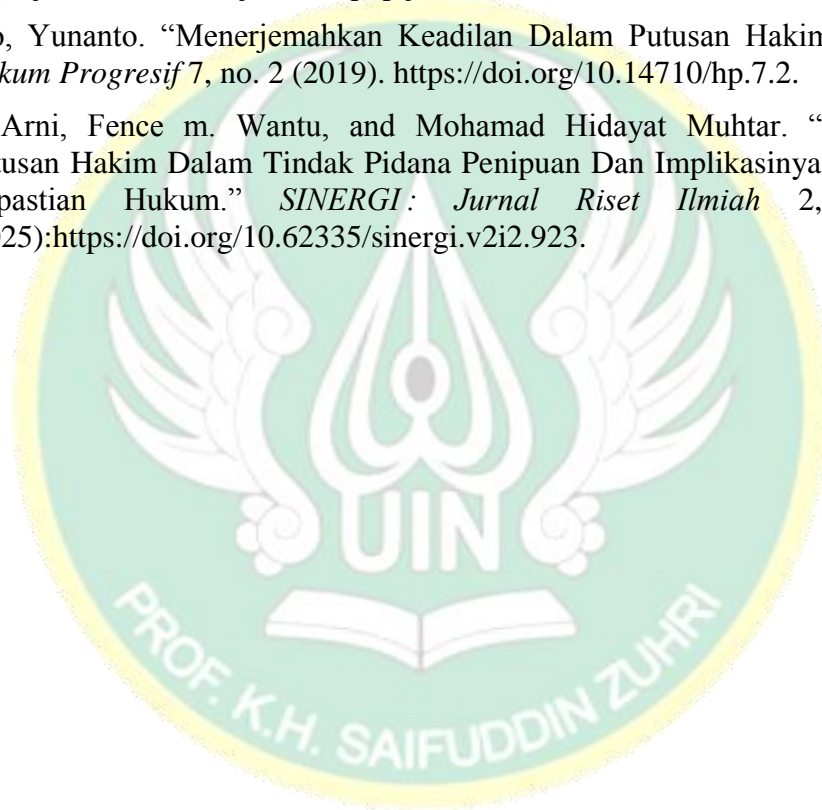 o, Yunanto. “Menerjemahkan Keadilan Dalam Putusan Hakim
kum Progresif 7, no. 2 (2019). https://doi.org/10.14710/hp.7.2.
Arni, Fence m. Wantu, and Mohamad Hidayat Muhtar. “
tusan Hakim Dalam Tindak Pidana Penipuan Dan Implikasinya
pastian Hukum.” SINERGI : Jurnal Riset Ilmiah 2,
25):https://doi.org/10.62335/sinergi.v2i2.923.
UIN
PROF. K.H. SAIFUDDIN ZUHRI